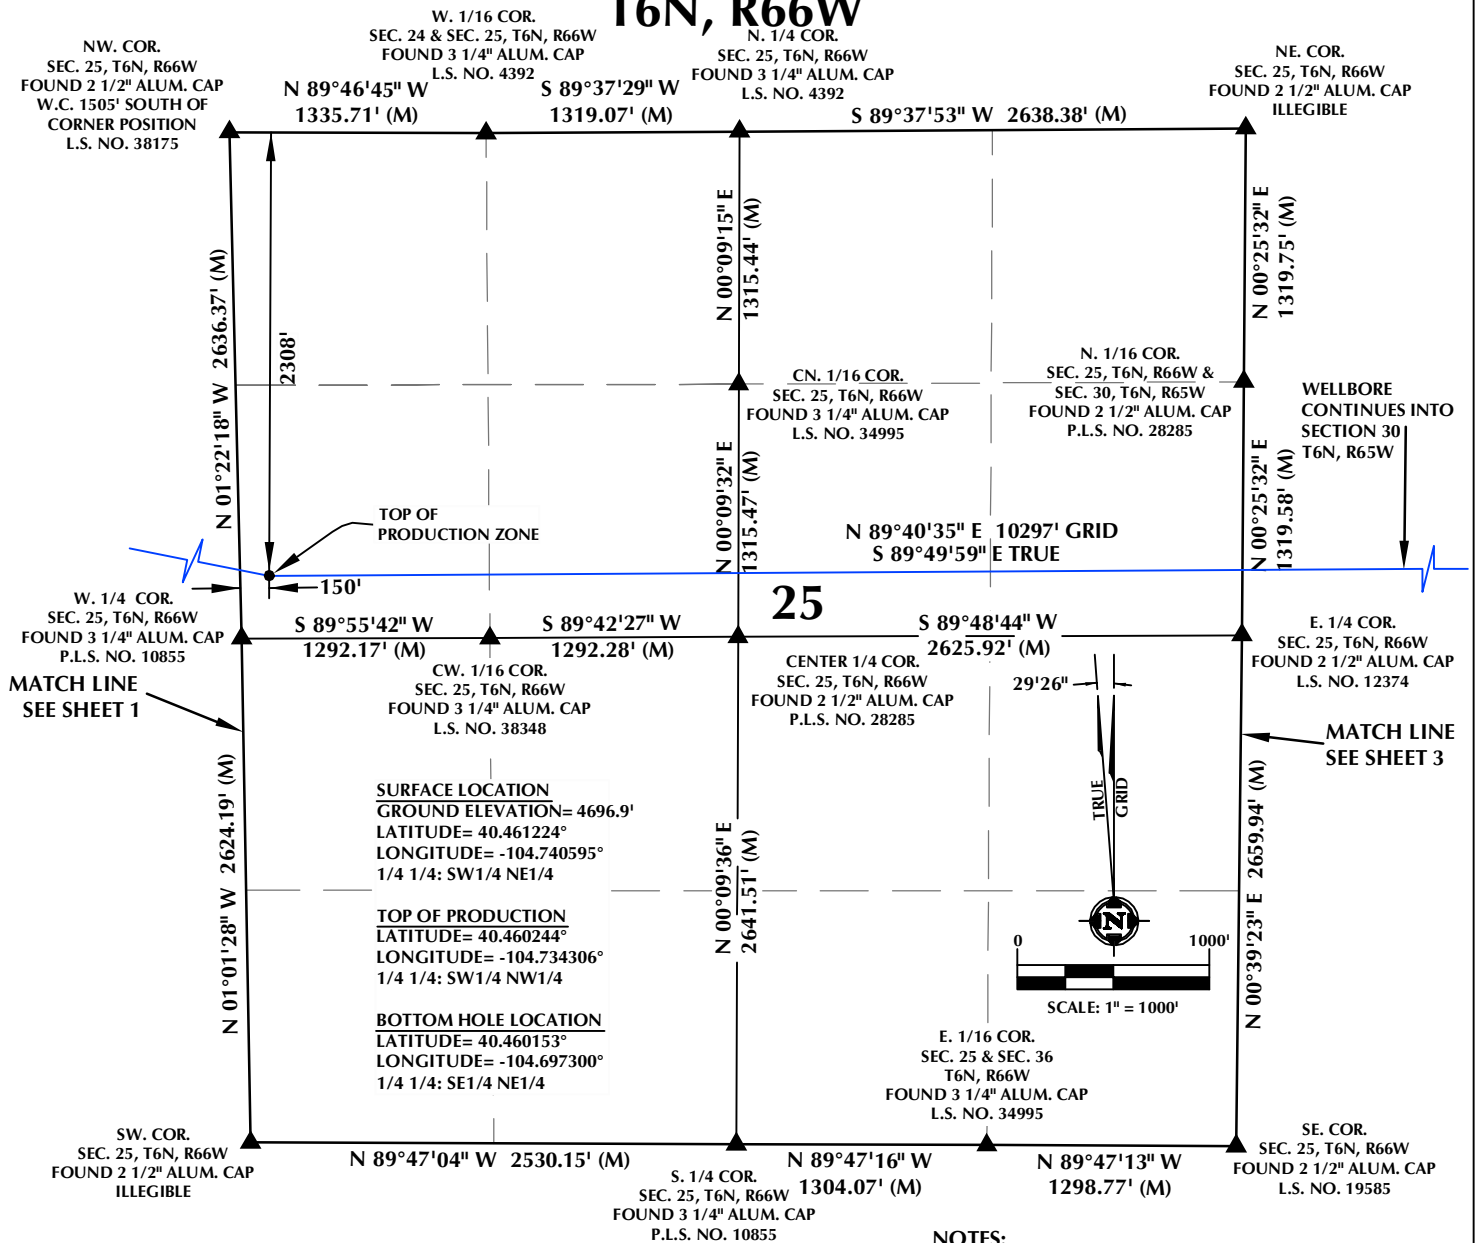 T6N, R66W
W. 1/16 COR.
SEC. 24 & SEC. 25, T6N, R66W
FOUND 3 1/4" ALUM. CAP
L.S. NO. 4392
N. 1/4 COR.
SEC. 25, T6N, R66W
FOUND 3 1/4" ALUM. CAP
L.S. NO. 4392
NW. COR.
SEC. 25, T6N, R66W
FOUND 2 1/2" ALUM. CAP
W.C. 1505' SOUTH OF
CORNER POSITION
L.S. NO. 38175
NE. COR.
SEC. 25, T6N, R66W
FOUND 2 1/2" ALUM. CAP
ILLEGIBLE
N 89°46'45" W
1335.71' (M)
S 89°37'29" W
1319.07' (M)
S 89°37'53" W 2638.38' (M)
N 01°22'18" W 2636.37' (M)
2308'
N 00°09'15" E
1315.44' (M)
N 00°25'32" E
1319.75' (M)
CN. 1/16 COR.
SEC. 25, T6N, R66W
FOUND 3 1/4" ALUM. CAP
L.S. NO. 34995
N. 1/16 COR.
SEC. 25, T6N, R66W &
SEC. 30, T6N, R65W
FOUND 2 1/2" ALUM. CAP
P.L.S. NO. 28285
WELLBORE
CONTINUES INTO
SECTION 30
T6N, R65W
N 00°09'32" E
1315.47' (M)
N 00°25'32" E
1319.58' (M)
TOP OF
PRODUCTION ZONE
N 89°40'35" E 10297' GRID
S 89°49'59" E TRUE
150'
25
W. 1/4 COR.
SEC. 25, T6N, R66W
FOUND 3 1/4" ALUM. CAP
P.L.S. NO. 10855
S 89°55'42" W
1292.17' (M)
S 89°42'27" W
1292.28' (M)
S 89°48'44" W
2625.92' (M)
E. 1/4 COR.
SEC. 25, T6N, R66W
FOUND 2 1/2" ALUM. CAP
L.S. NO. 12374
CW. 1/16 COR.
SEC. 25, T6N, R66W
FOUND 3 1/4" ALUM. CAP
L.S. NO. 38348
CENTER 1/4 COR.
SEC. 25, T6N, R66W
FOUND 2 1/2" ALUM. CAP
P.L.S. NO. 28285
29'26"
MATCH LINE
SEE SHEET 1
MATCH LINE
SEE SHEET 3
N 01°01'28" W 2624.19' (M)
SURFACE LOCATION
GROUND ELEVATION= 4696.9'
LATITUDE= 40.461224°
LONGITUDE= -104.740595°
1/4 1/4: SW1/4 NE1/4
TOP OF PRODUCTION
LATITUDE= 40.460244°
LONGITUDE= -104.734306°
1/4 1/4: SW1/4 NW1/4
BOTTOM HOLE LOCATION
LATITUDE= 40.460153°
LONGITUDE= -104.697300°
1/4 1/4: SE1/4 NE1/4
N 00°09'36" E
2641.51' (M)
TRUE
GRID
N
0 1000'
SCALE: 1" = 1000'
N 00°39'23" E 2659.94' (M)
E. 1/16 COR.
SEC. 25 & SEC. 36
T6N, R66W
FOUND 3 1/4" ALUM. CAP
L.S. NO. 34995
SW. COR.
SEC. 25, T6N, R66W
FOUND 2 1/2" ALUM. CAP
ILLEGIBLE
N 89°47'04" W 2530.15' (M)
S. 1/4 COR.
SEC. 25, T6N, R66W
FOUND 3 1/4" ALUM. CAP
P.L.S. NO. 10855
N 89°47'16" W
1304.07' (M)
N 89°47'13" W
1298.77' (M)
SE. COR.
SEC. 25, T6N, R66W
FOUND 2 1/2" ALUM. CAP
L.S. NO. 19585
NOTES: